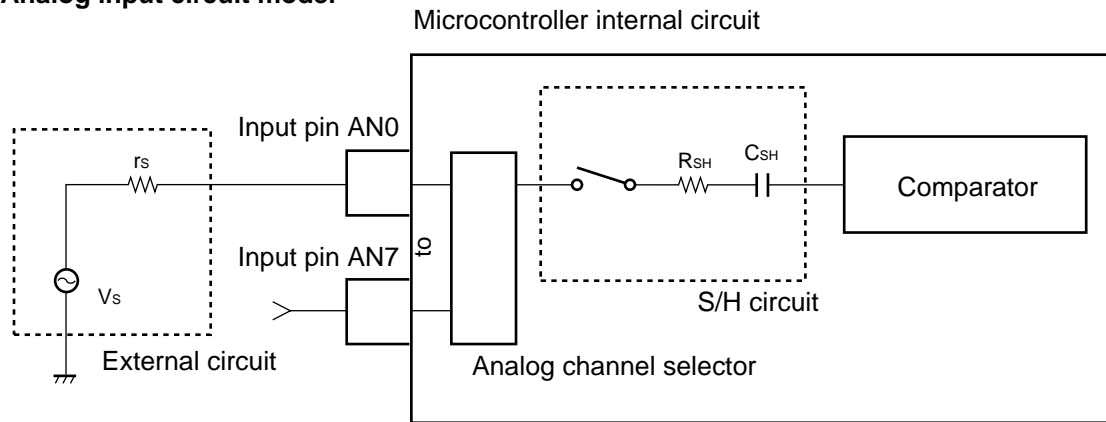 Analog input circuit model
Microcontroller internal circuit
Input pin AN0
rS
RSH
CSH
Comparator
to
Input pin AN7
VS
S/H circuit
External circuit
Analog channel selector